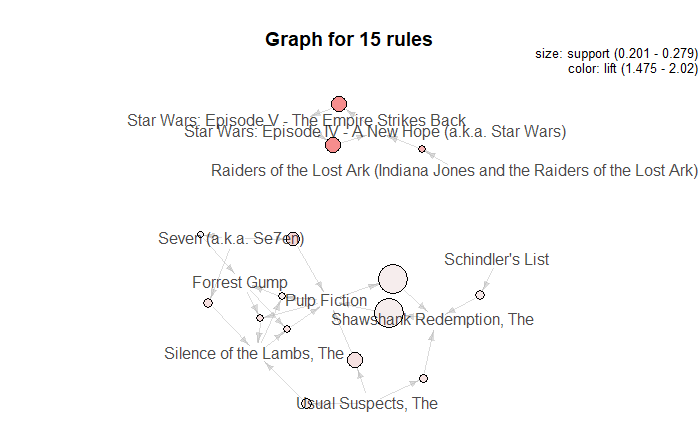 Graph for 15 rules
size: support (0.201 - 0.279)
color: lift (1.475 - 2.02)
Star Wars: Episode V - The Empire Strikes Back
Star Wars: Episode IV - A New Hope (a.k.a. Star Wars)
Raiders of the Lost Ark (Indiana Jones and the Raiders of the Lost Ark)
Seven (a.k.a. Se7en)
Schindler's List
Forrest Gump
Pulp Fiction
Shawshank Redemption, The
Silence of the Lambs, The
Usual Suspects, The